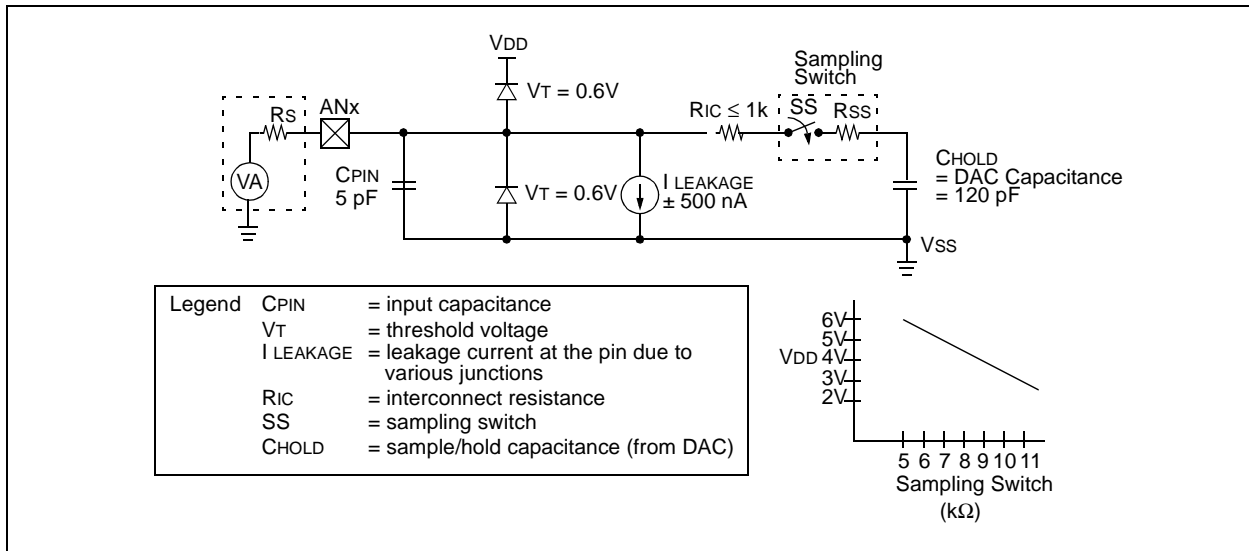 VDD
Sampling
Switch
VT = 0.6V
RS
ANx
RIC ≤ 1k
SS
RSS
VA
CPIN
5 pF
VT = 0.6V
I LEAKAGE
± 500 nA
CHOLD
= DAC Capacitance
= 120 pF
VSS
Legend CPIN = input capacitance
VT = threshold voltage
I LEAKAGE = leakage current at the pin due to
various junctions
RIC = interconnect resistance
SS = sampling switch
CHOLD = sample/hold capacitance (from DAC)
6V
5V
VDD 4V
3V
2V
5 6 7 8 9 10 11
Sampling Switch
(kΩ)